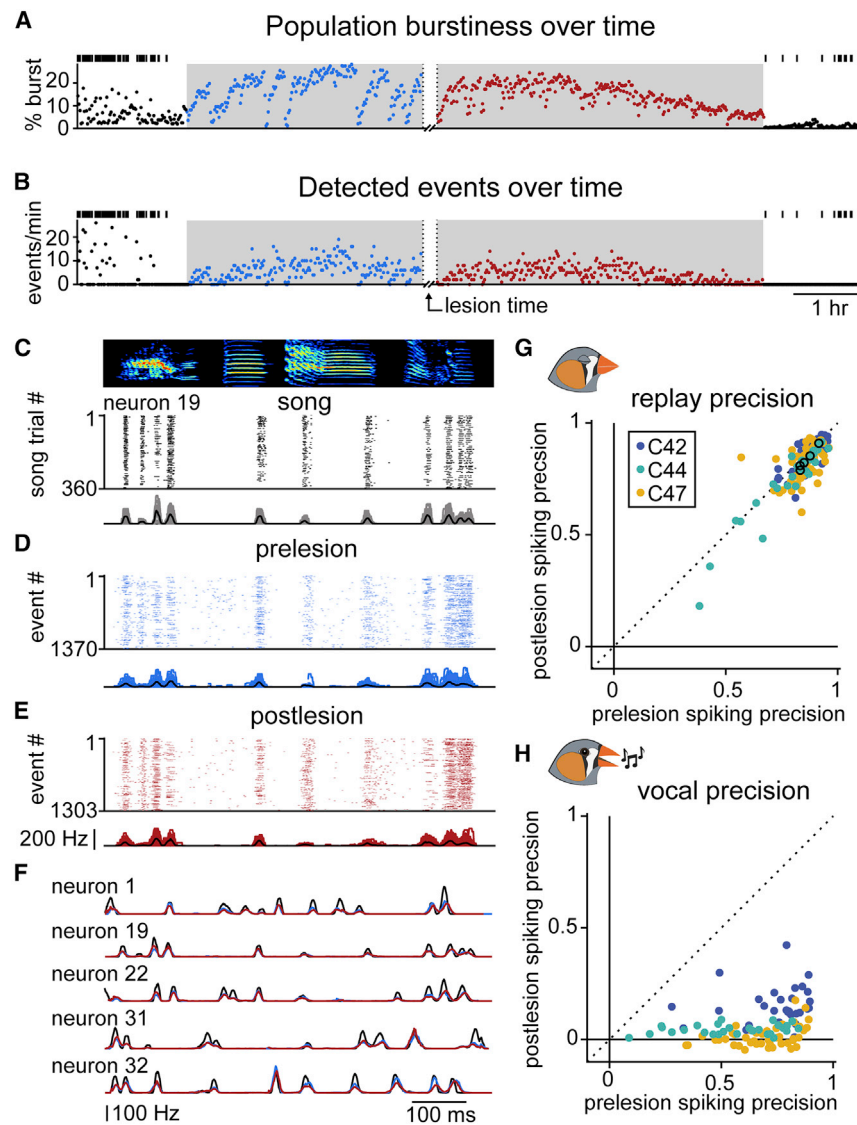 A
Population burstiness over time
% burst
20
10
0
B
Detected events over time
events/min
20
10
0
lesion time
1 hr
C
neuron 19
song
song trial #
1
360
D
prelesion
event #
1
1370
E
postlesion
event #
1
1303
200 Hz
F
neuron 1
neuron 19
neuron 22
neuron 31
neuron 32
100 Hz
100 ms
G
replay precision
C42
C44
C47
postlesion spiking precsion
1
0.5
0
0
0.5
1
prelesion spiking precision
H
vocal precision
postlesion spiking precsion
1
0.5
0
0
0.5
1
prelesion spiking precision